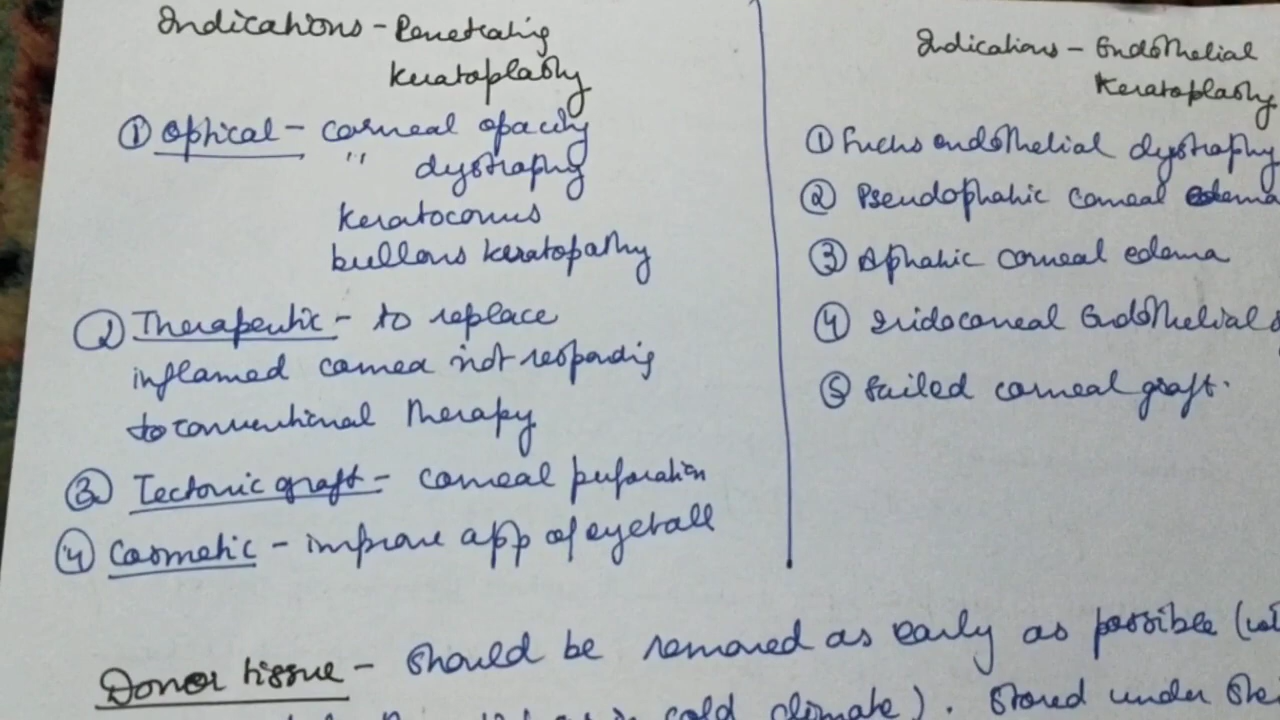 Indications - Penetrating
Keratoplasty
① Optical - corneal opacity
" dystrophy
Keratoconus
bullous keratopathy
② Therapeutic - to replace
inflamed cornea not responding
to conventional therapy
③ Tectonic graft - corneal perforation
④ Cosmetic - improve app of eyeball
Indications - Endothelial
Keratoplasty
① Fuchs endothelial dystrophy
② Pseudophakic corneal edema
③ Aphakic corneal edema
④ Iridocorneal Endothelial
⑤ Failed corneal graft.
Donor tissue - Should be removed as early as possible
cold climate). Stored under